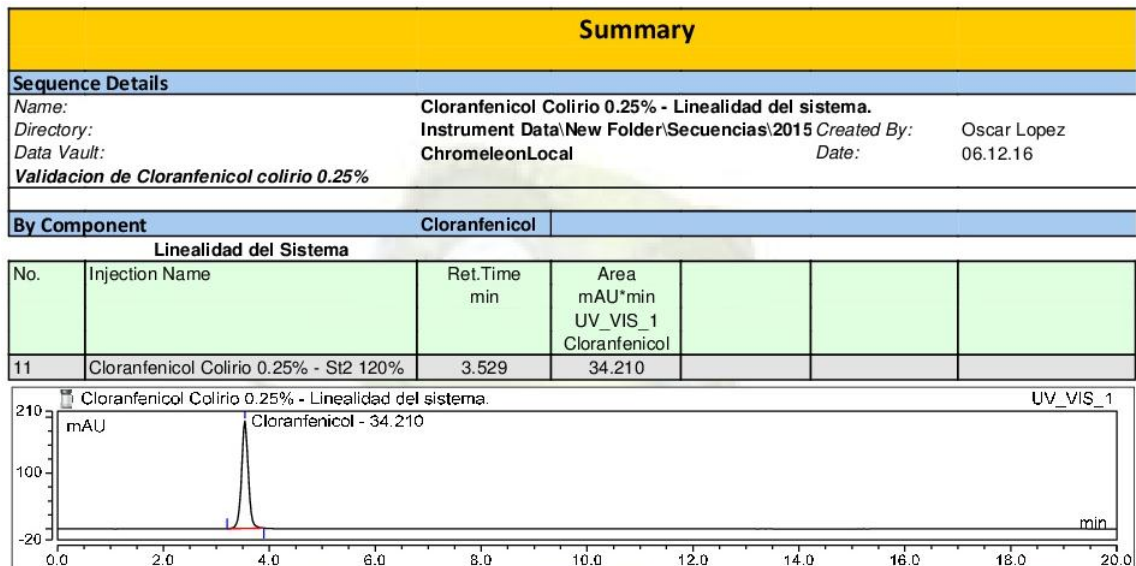 Summary
Sequence Details
Name: Cloranfenicol Colirio 0.25% - Linealidad del sistema.
Directory: Instrument Data\New Folder\Secuencias\2015 Created By: Oscar Lopez
Data Vault: ChromeleonLocal Date: 06.12.16
Validacion de Cloranfenicol colirio 0.25%
By Component Cloranfenicol
Linealidad del Sistema
No. Injection Name Ret.Time Area
min mAU*min
UV_VIS_1
Cloranfenicol
11 Cloranfenicol Colirio 0.25% - St2 120% 3.529 34.210
Cloranfenicol Colirio 0.25% - Linealidad del sistema. UV_VIS_1
210
mAU Cloranfenicol - 34.210
100
min
-20
0.0 2.0 4.0 6.0 8.0 10.0 12.0 14.0 16.0 18.0 20.0